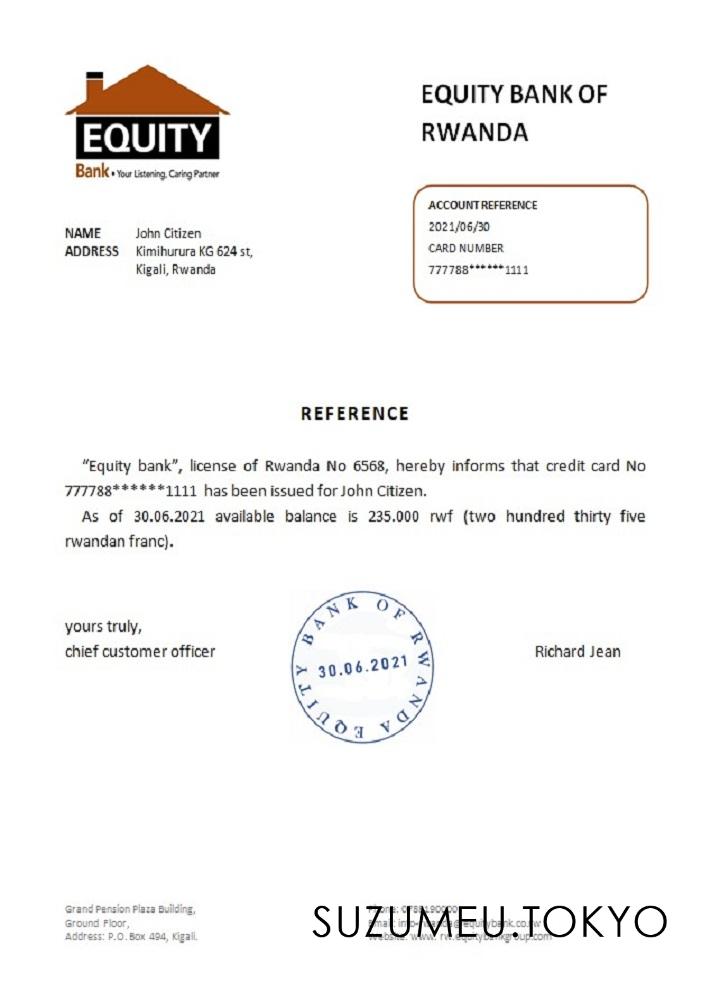 EQUITY
Bank • Your Listening, Caring Partner
EQUITY BANK OF
RWANDA
ACCOUNT REFERENCE
2021/06/30
CARD NUMBER
777788******1111
NAME John Citizen
ADDRESS Kimihurura KG 624 st,
Kigali, Rwanda
REFERENCE
“Equity bank”, license of Rwanda No 6568, hereby informs that credit card No
777788******1111 has been issued for John Citizen.
As of 30.06.2021 available balance is 235.000 rwf (two hundred thirty five
rwandan franc).
yours truly,
chief customer officer
EQUITY BANK OF RWANDA
30.06.2021
Richard Jean
Grand Pension Plaza Building,
Ground Floor,
Address: P.O. Box 494, Kigali.
Phone:
Email:
Website: www.
SUZUMEU.TOKYO